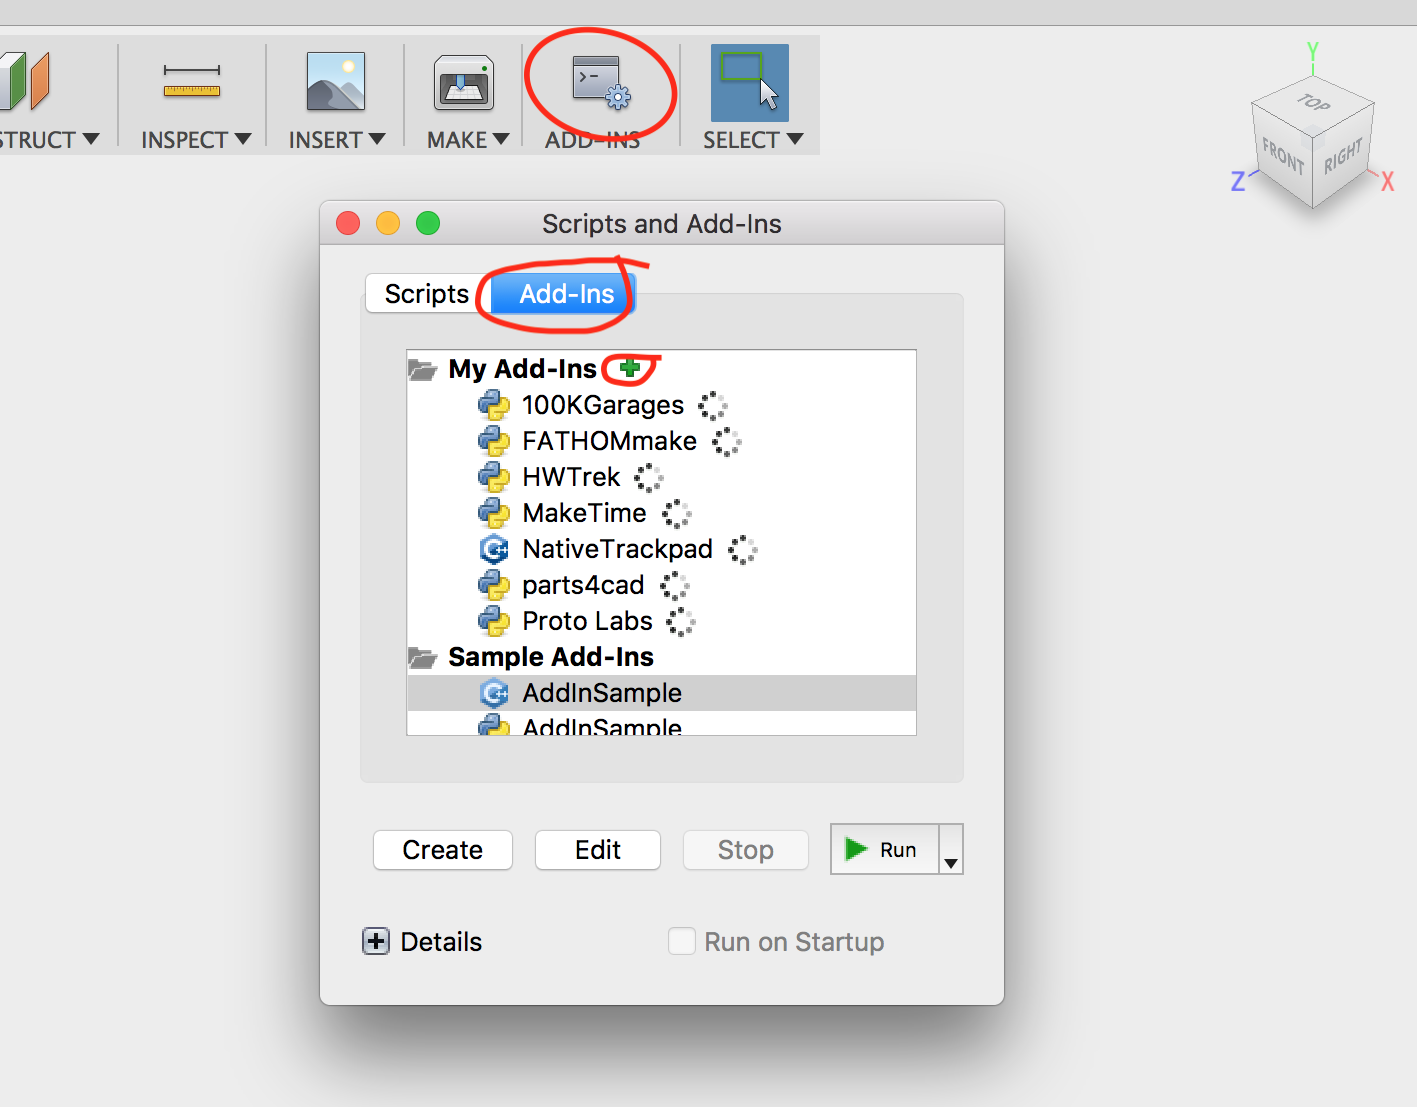 STRUCT INSPECT INSERT MAKE ADD-INS SELECT
Y
TOP
FRONT RIGHT
Z X
Scripts and Add-Ins
Scripts Add-Ins
My Add-Ins
100KGarages
FATHOMmake
HWTrek
MakeTime
NativeTrackpad
parts4cad
Proto Labs
Sample Add-Ins
AddInSample
AddInSample
Create Edit Stop Run
Details Run on Startup